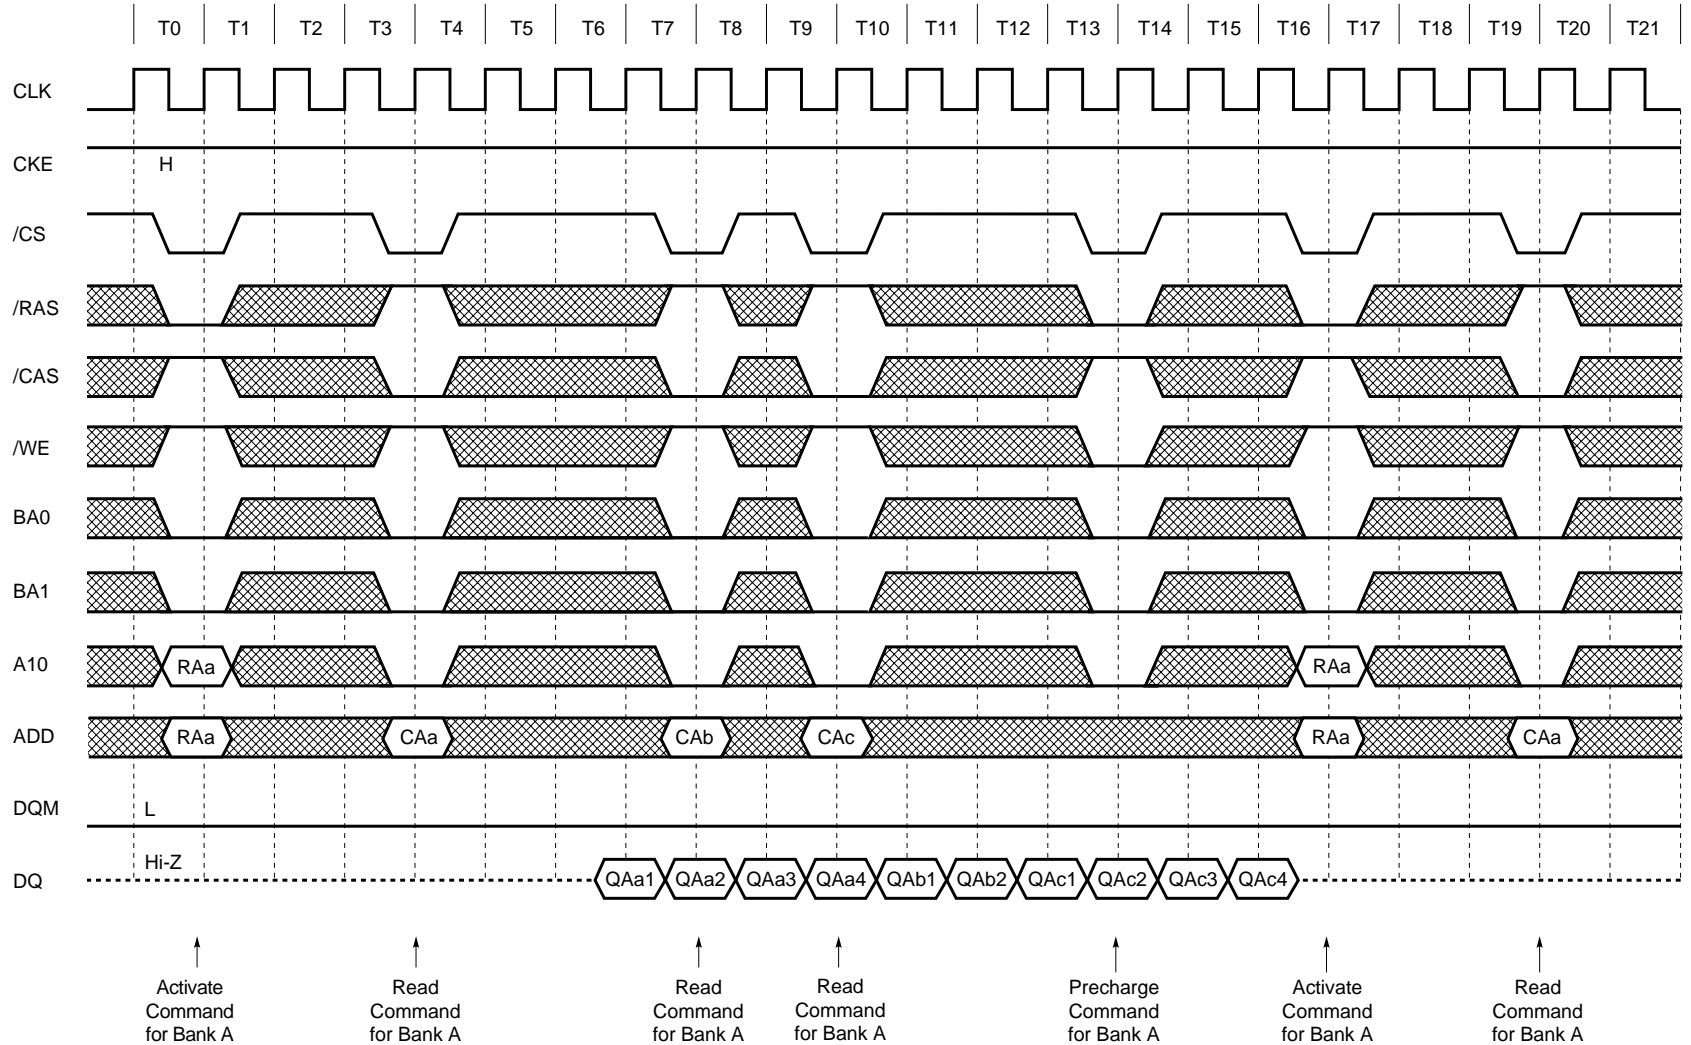 T0 T1 T2 T3 T4 T5 T6 T7 T8 T9 T10 T11 T12 T13 T14 T15 T16 T17 T18 T19 T20 T21
CLK
CKE H
/CS
/RAS
/CAS
/WE
BA0
BA1
A10 RAa RAa
ADD RAa CAa CAb CAc RAa CAa
DQM L
Hi-Z
DQ QAa1 QAa2 QAa3 QAa4 QAb1 QAb2 QAc1 QAc2 QAc3 QAc4
Activate
Command
for Bank A
Read
Command
for Bank A
Read
Command
for Bank A
Read
Command
for Bank A
Precharge
Command
for Bank A
Activate
Command
for Bank A
Read
Command
for Bank A